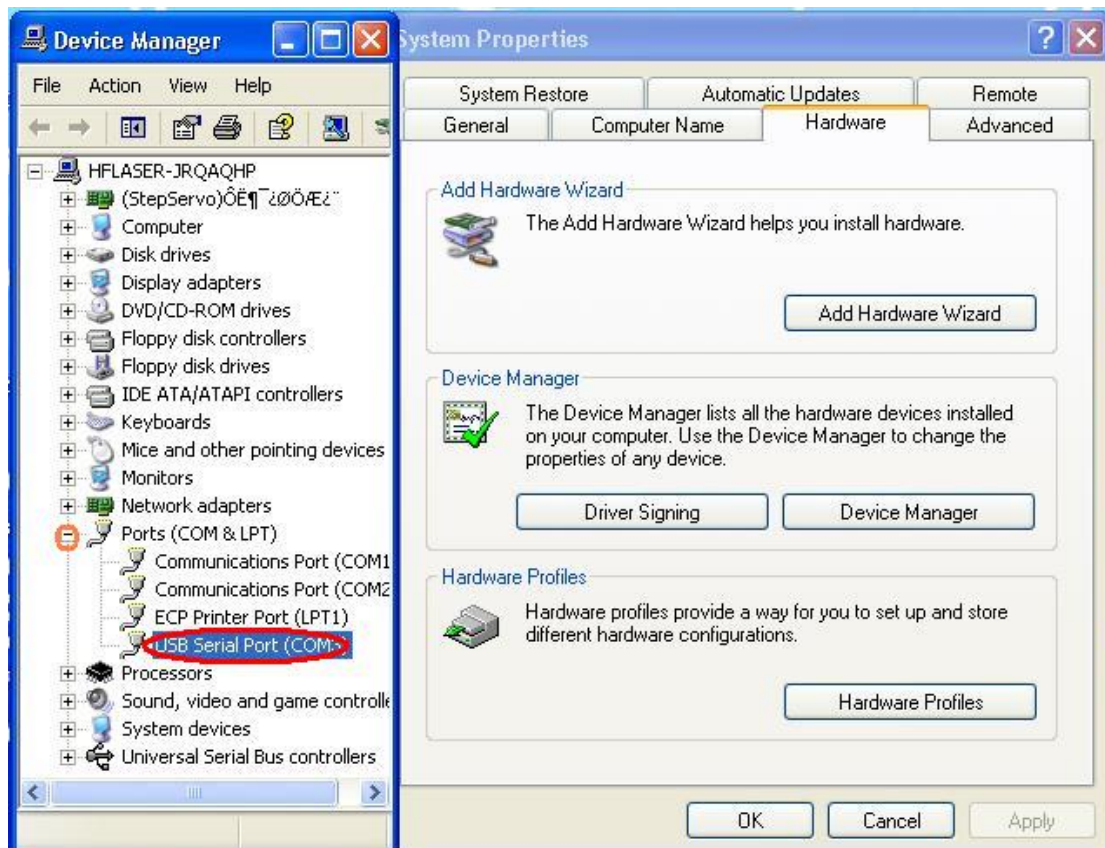 Device Manager
File Action View Help
HFLASER-JRQAQHP
(StepServo)ÔË¶¯¿ØÖÆ¿¨
Computer
Disk drives
Display adapters
DVD/CD-ROM drives
Floppy disk controllers
Floppy disk drives
IDE ATA/ATAPI controllers
Keyboards
Mice and other pointing devices
Monitors
Network adapters
Ports (COM & LPT)
Communications Port (COM1
Communications Port (COM2
ECP Printer Port (LPT1)
USB Serial Port
Processors
Sound, video and game controlle
System devices
Universal Serial Bus controllers
System Properties
System Restore Automatic Updates Remote
General Computer Name Hardware Advanced
Add Hardware Wizard
The Add Hardware Wizard helps you install hardware.
Add Hardware Wizard
Device Manager
The Device Manager lists all the hardware devices installed
on your computer. Use the Device Manager to change the
properties of any device.
Driver Signing Device Manager
Hardware Profiles
Hardware profiles provide a way for you to set up and store
different hardware configurations.
Hardware Profiles
OK Cancel Apply